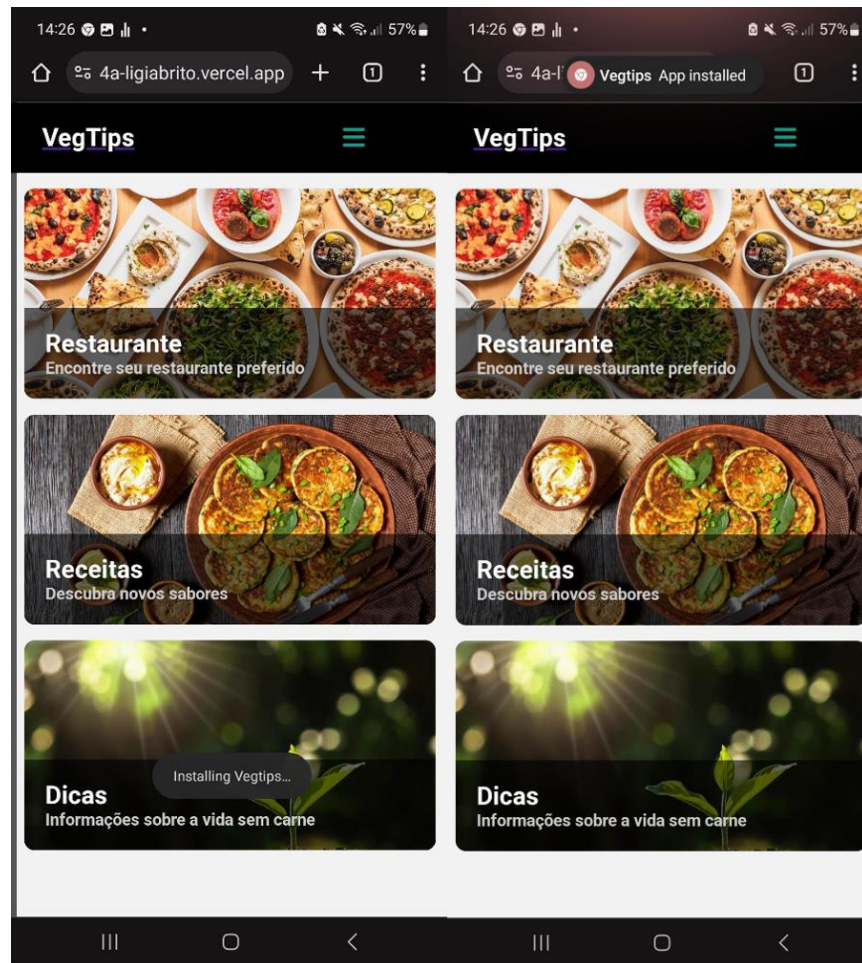 14:26
57%
4a-ligiabrito.vercel.app
1
VegTips
Restaurante
Encontre seu restaurante preferido
Receitas
Descubra novos sabores
Installing Vegtips...
Dicas
Informações sobre a vida sem carne
14:26
57%
4a-l
Vegtips App installed
1
VegTips
Restaurante
Encontre seu restaurante preferido
Receitas
Descubra novos sabores
Dicas
Informações sobre a vida sem carne